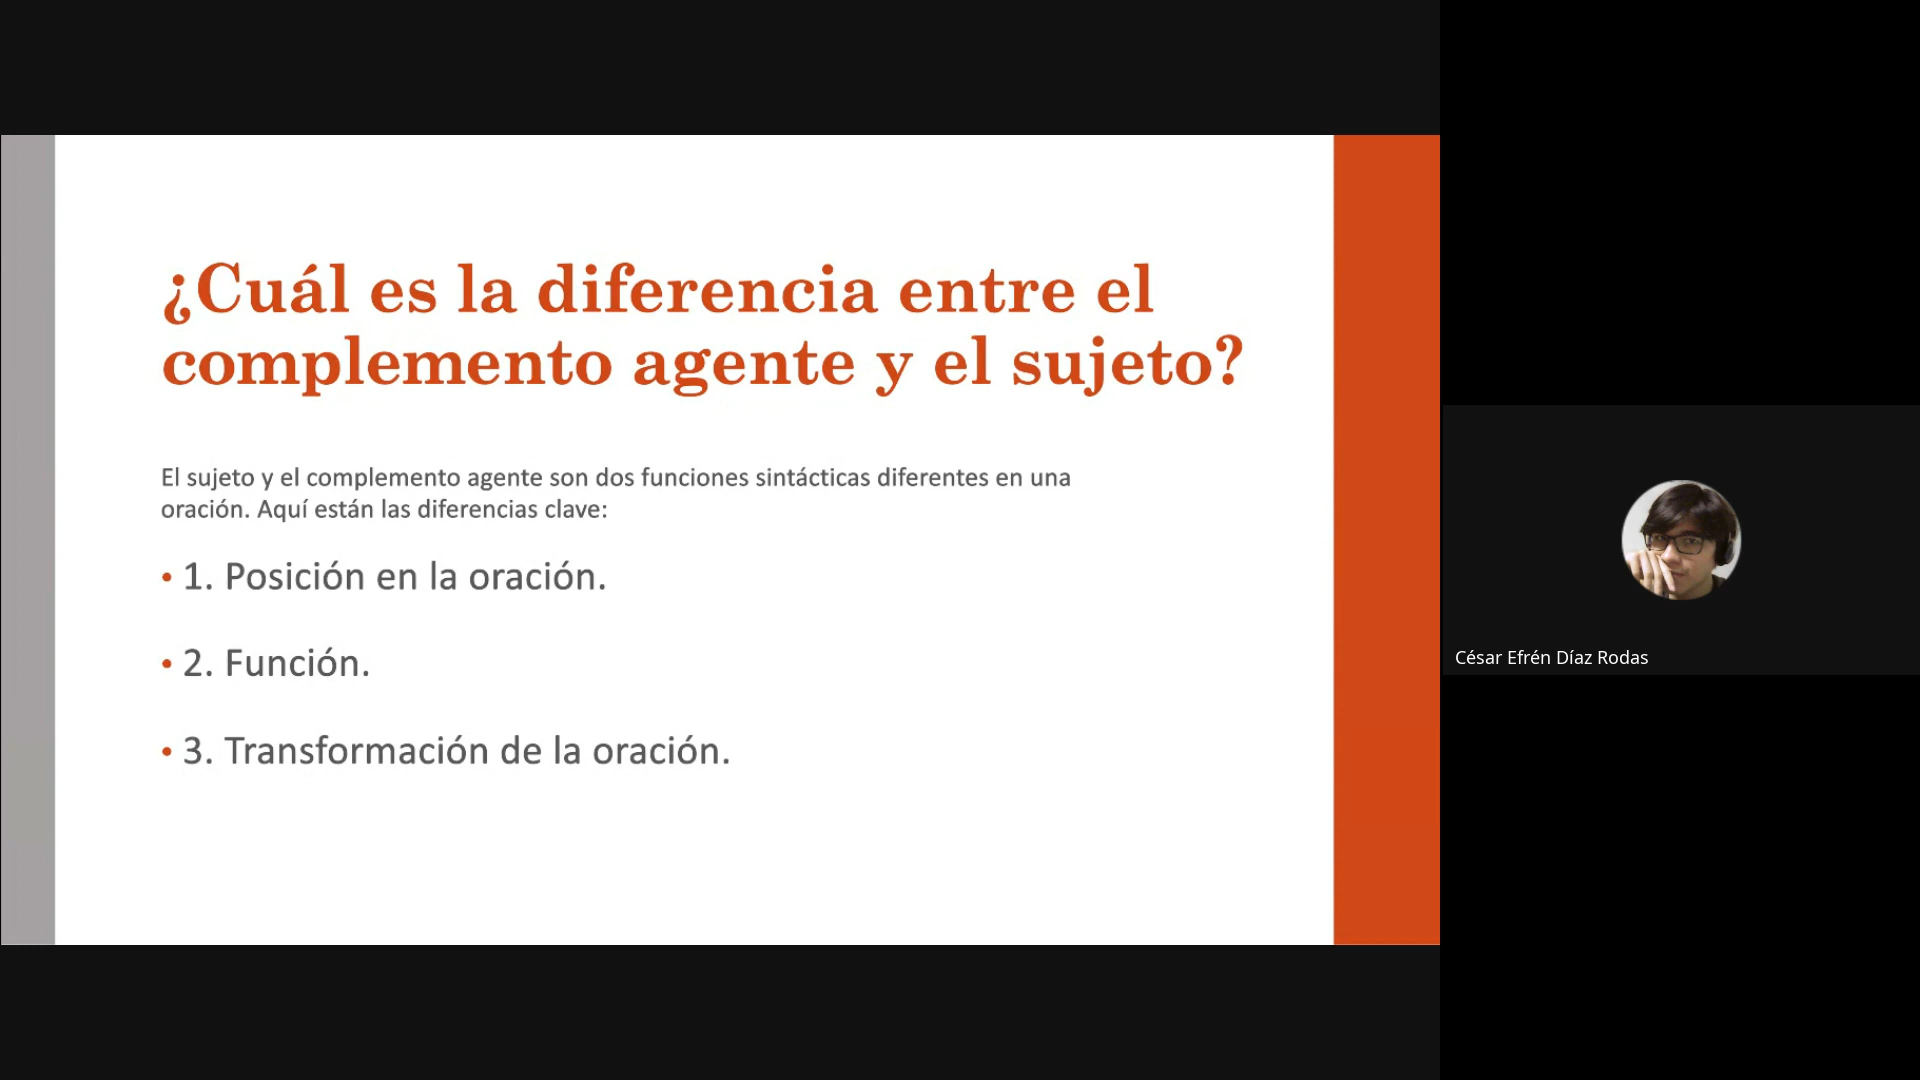 ¿Cuál es la diferencia entre el
complemento agente y el sujeto?
El sujeto y el complemento agente son dos funciones sintácticas diferentes en una
oración. Aquí están las diferencias clave:
• 1. Posición en la oración.
• 2. Función.
• 3. Transformación de la oración.
César Efrén Díaz Rodas